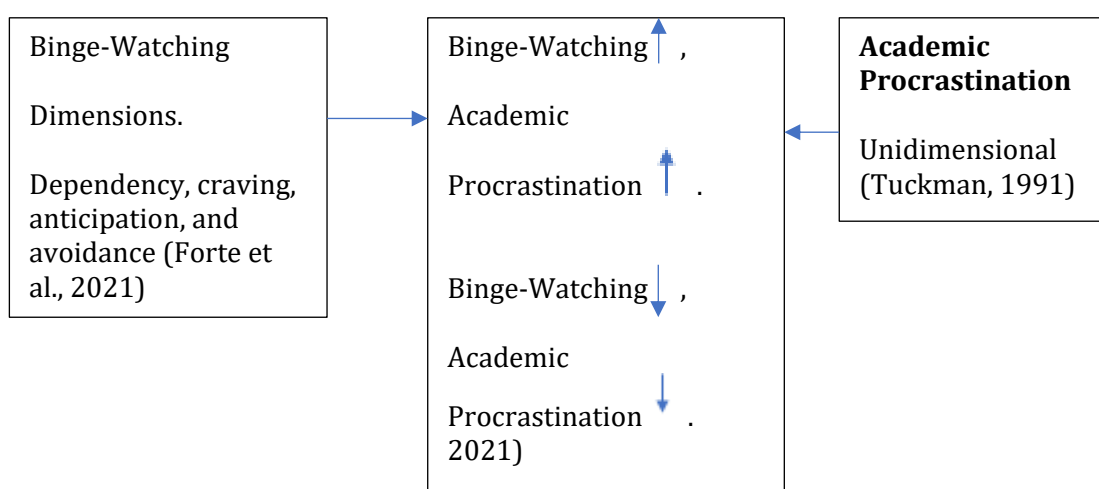 Binge-Watching
Dimensions.
Dependency, craving,
anticipation, and
avoidance (Forte et
al., 2021)
Binge-Watching ,
Academic
Procrastination .
Binge-Watching ,
Academic
Procrastination .
2021)
Academic
Procrastination
Unidimensional
(Tuckman, 1991)